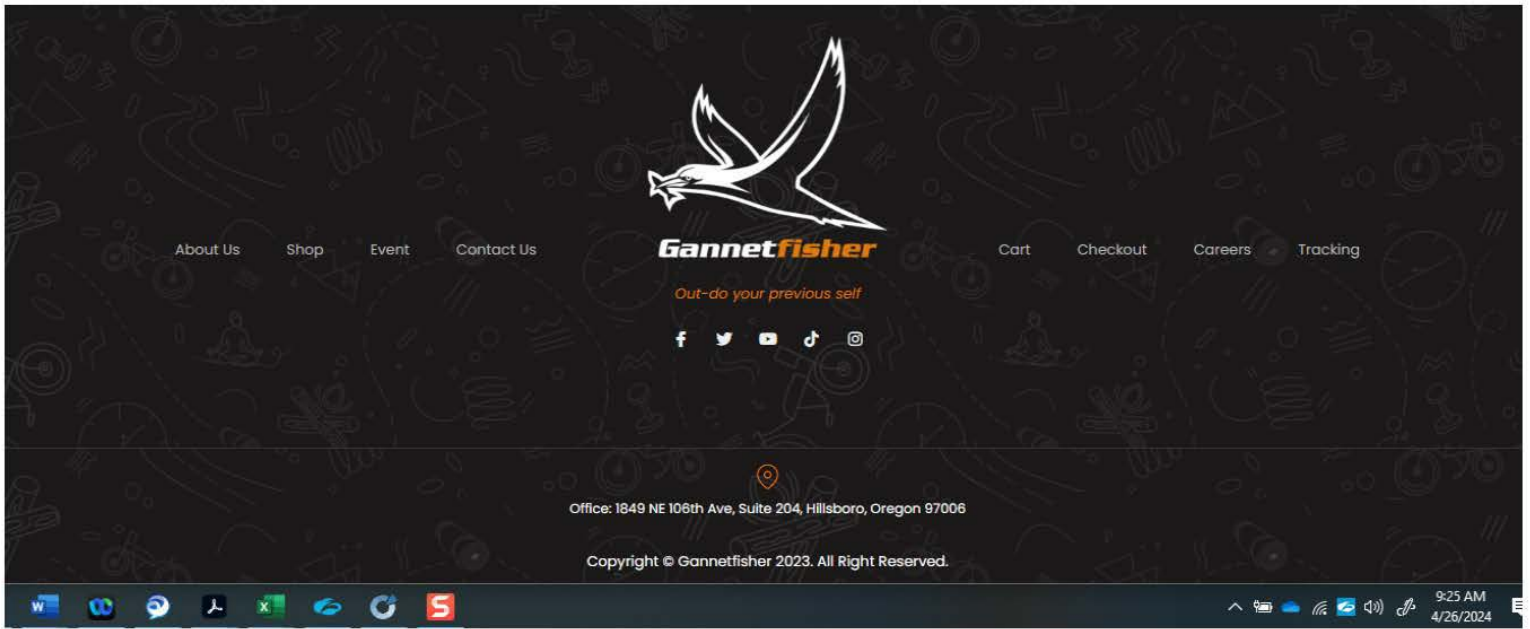 About Us Shop Event Contact Us Gannetfisher Cart Checkout Careers Tracking
Out-do your previous self
Office: 1849 NE 106th Ave, Suite 204, Hillsboro, Oregon 97006
Copyright © Gannetfisher 2023. All Right Reserved.
9:25 AM
4/26/2024